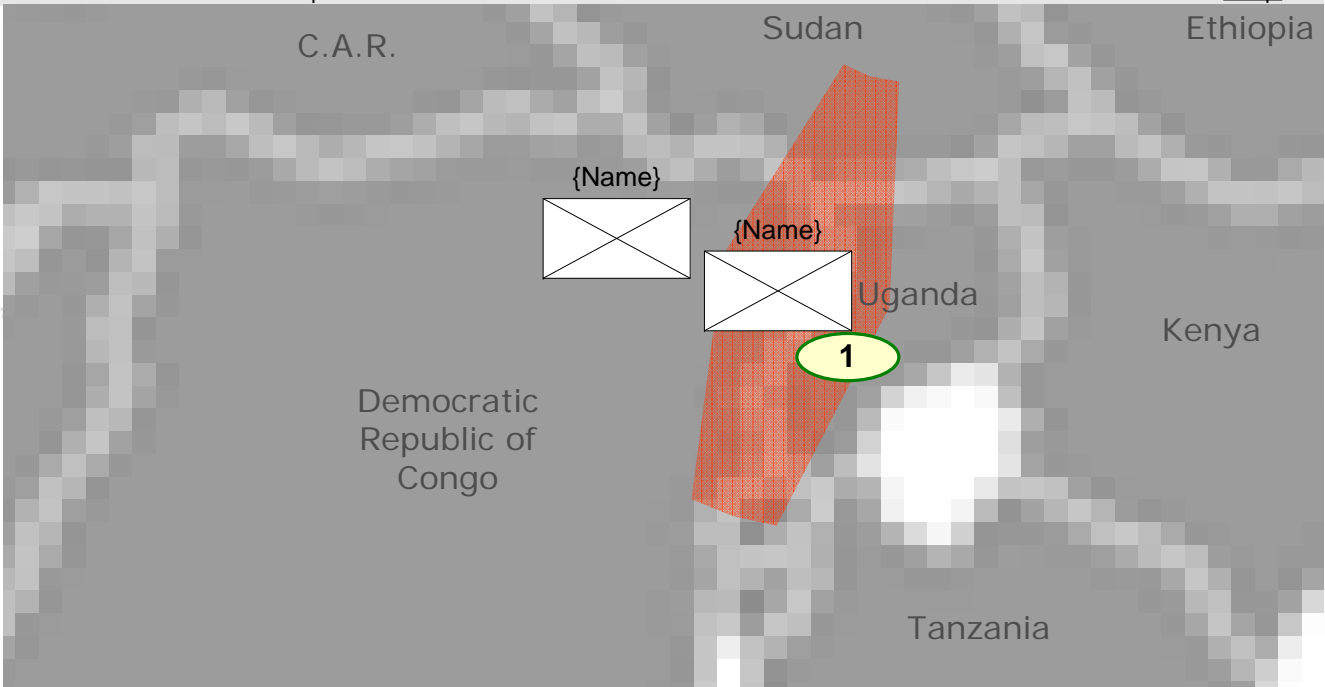 C.A.R.
Sudan
Ethiopia
{Name}
{Name}
Uganda
Kenya
1
Democratic
Republic of
Congo
Tanzania